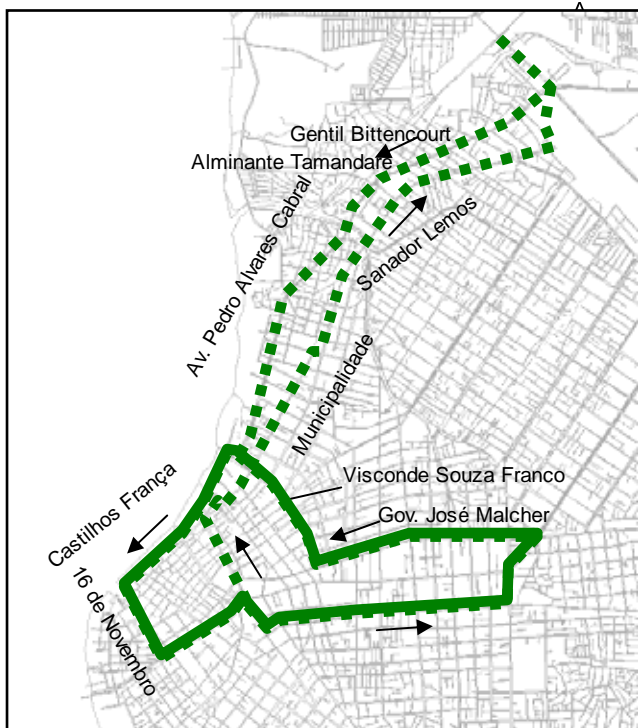 Gentil Bittencourt
Alminante Tamandare
Av. Pedro Alvares Cabral
Sanador Lemos
Municipalidade
Visconde Souza Franco
Castilhos França
Gov. José Malcher
16 de Novembro